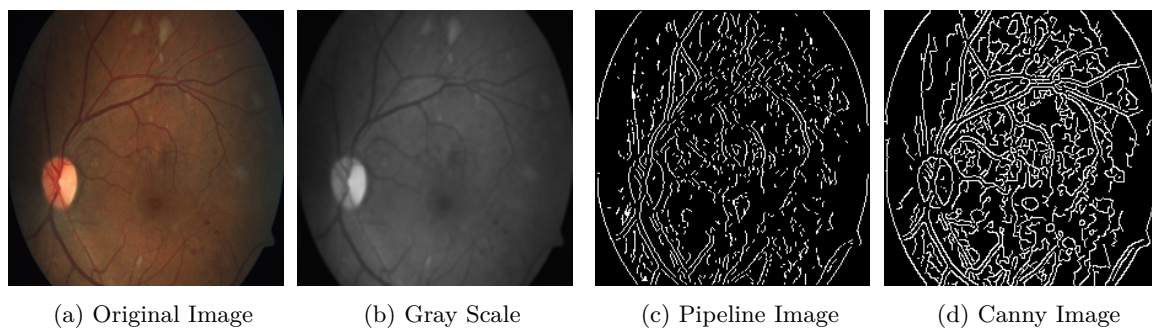 (a) Original Image
(b) Gray Scale
(c) Pipeline Image
(d) Canny Image